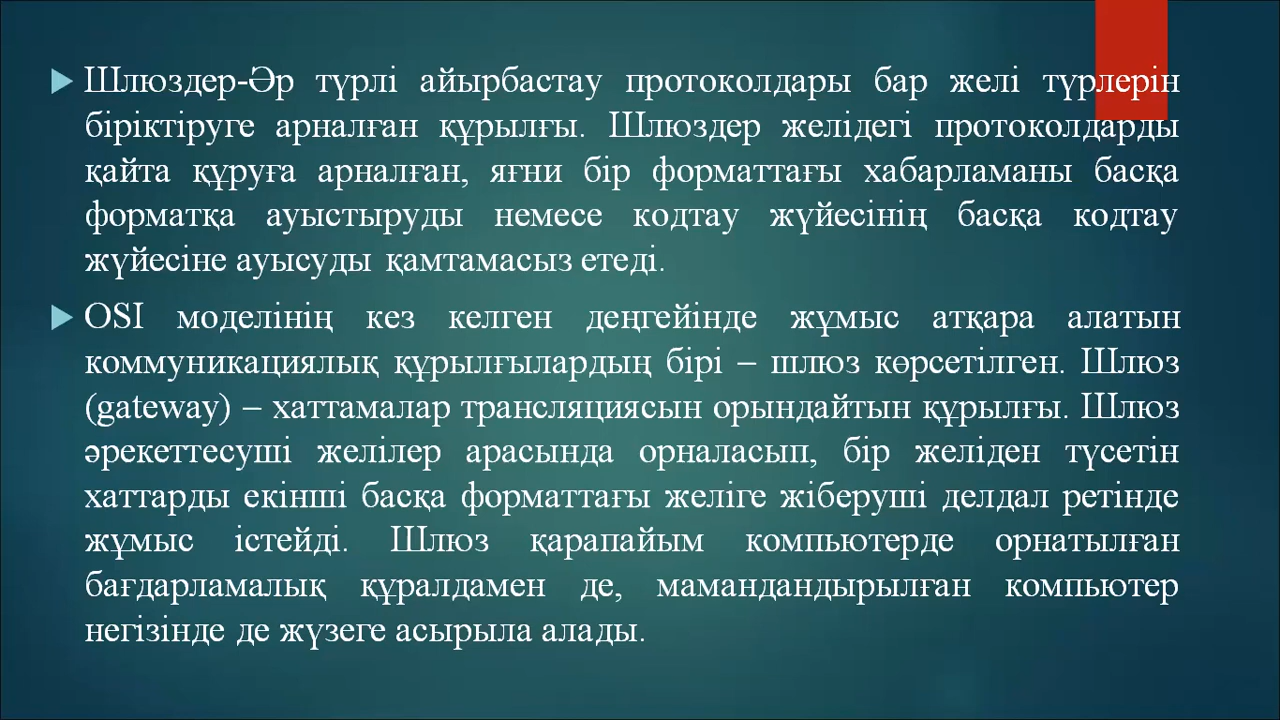 Шлюздер-Әр түрлі айырбастау протоколдары бар желі түрлерін
біріктіруге арналған құрылғы. Шлюздер желідегі протоколдарды
қайта құруға арналған, яғни бір форматтағы хабарламаны басқа
форматқа ауыстыруды немесе кодтау жүйесінің басқа кодтау
жүйесіне ауысуды қамтамасыз етеді.
OSI моделінің кез келген деңгейінде жұмыс атқара алатын
коммуникациялық құрылғылардың бірі – шлюз көрсетілген. Шлюз
(gateway) – хаттамалар трансляциясын орындайтын құрылғы. Шлюз
әрекеттесуші желілер арасында орналасып, бір желіден түсетін
хаттарды екінші басқа форматтағы желіге жіберуші делдал ретінде
жұмыс істейді. Шлюз қарапайым компьютерде орнатылған
бағдарламалық құралдамен де, мамандандырылған компьютер
негізінде де жүзеге асырыла алады.